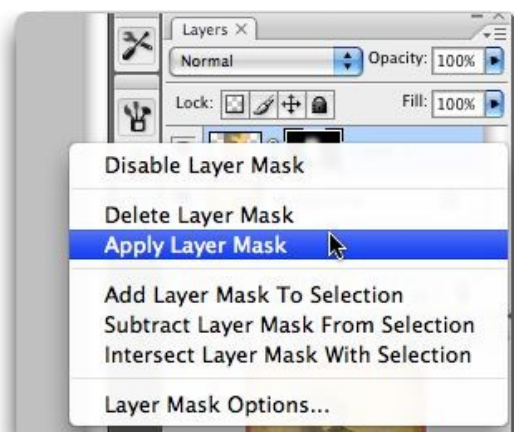 Layers ×
Normal Opacity: 100%
Lock: Fill: 100%
Disable Layer Mask
Delete Layer Mask
Apply Layer Mask
Add Layer Mask To Selection
Subtract Layer Mask From Selection
Intersect Layer Mask With Selection
Layer Mask Options...